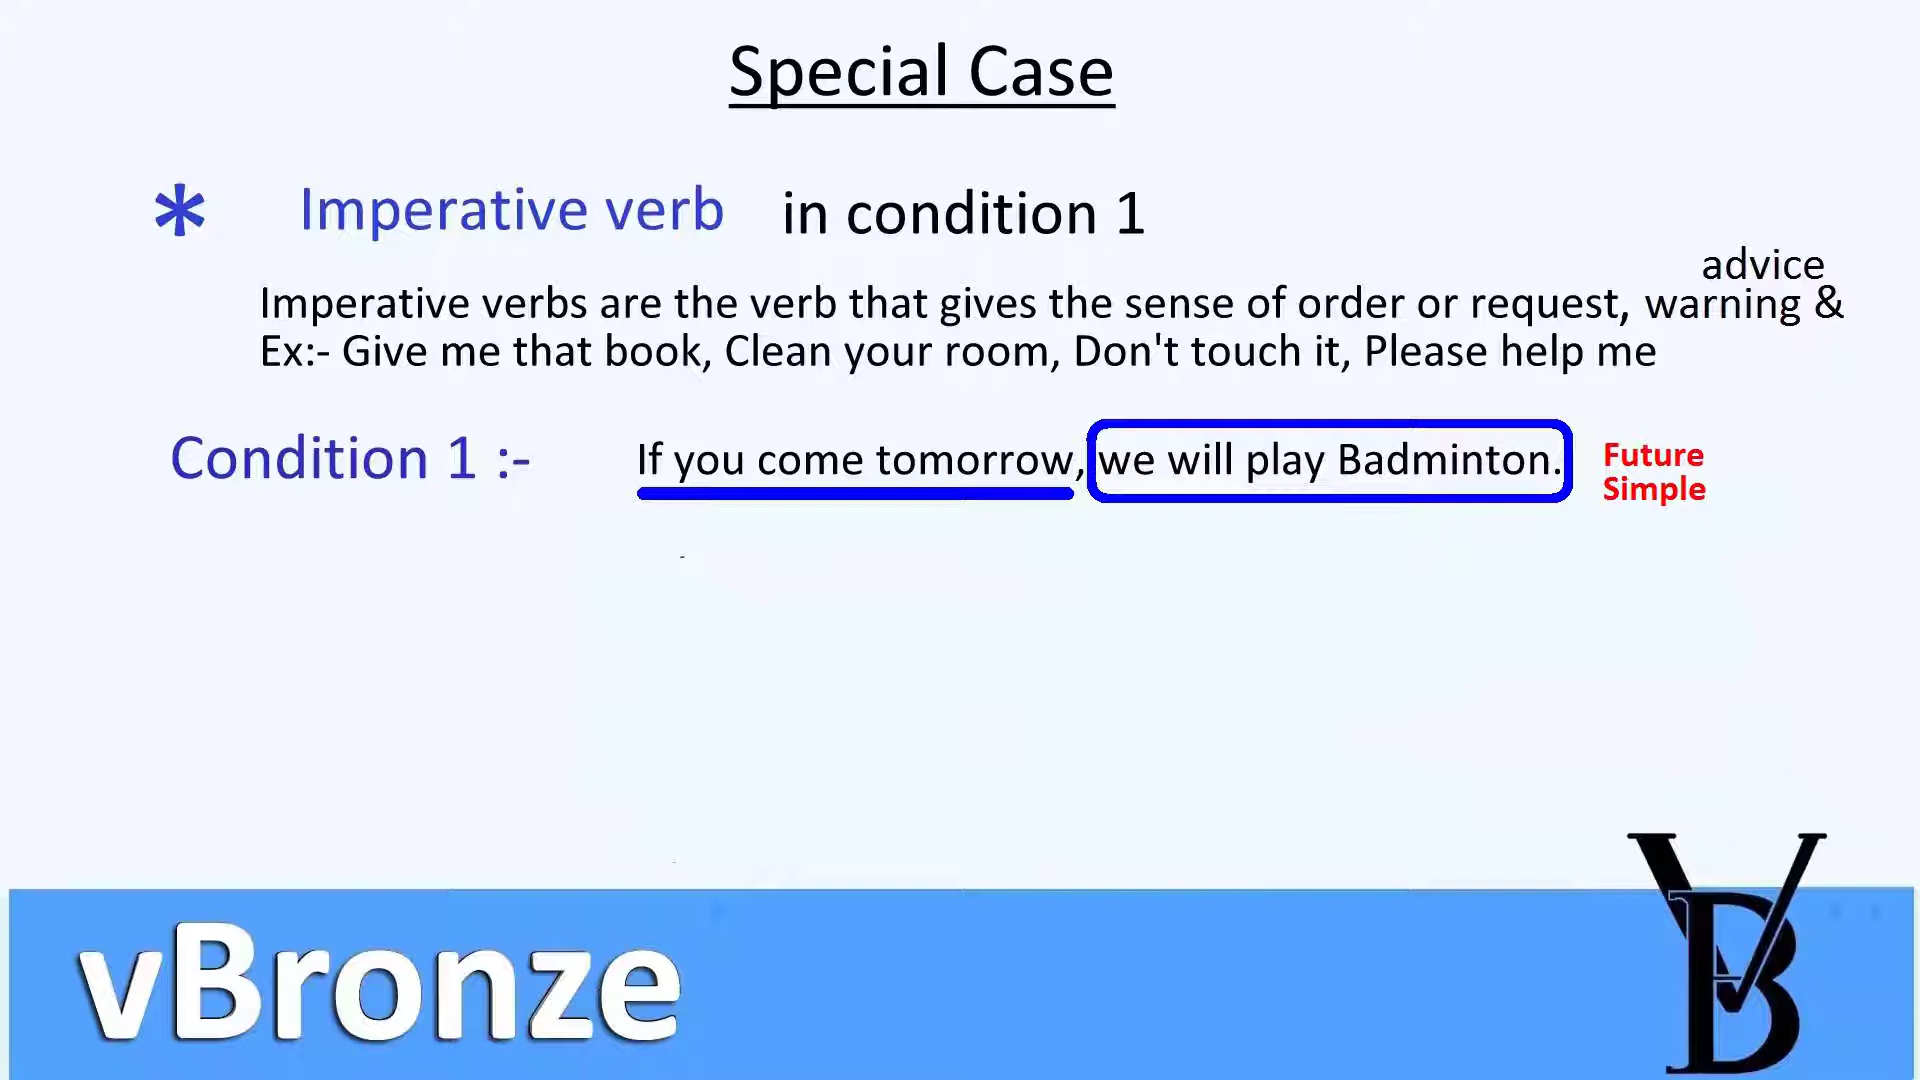 Special Case
* Imperative verb in condition 1
advice
Imperative verbs are the verb that gives the sense of order or request, warning &
Ex:- Give me that book, Clean your room, Don't touch it, Please help me
Condition 1 :- If you come tomorrow, we will play Badminton. Future
Simple
vBronze
VB